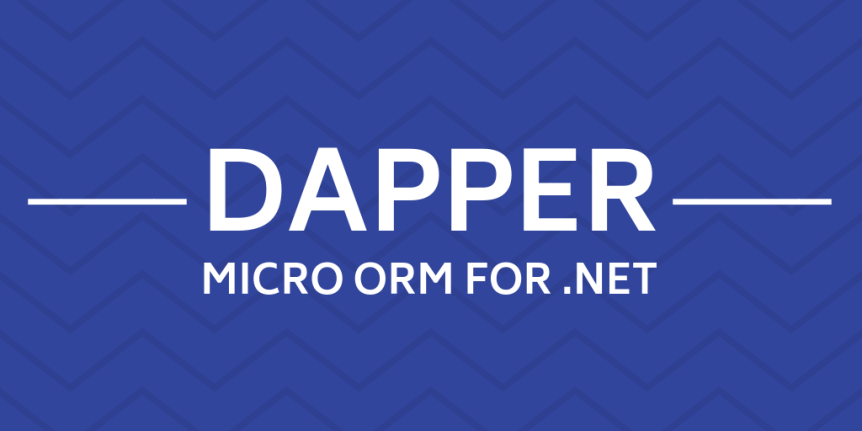 DAPPER
MICRO ORM FOR .NET